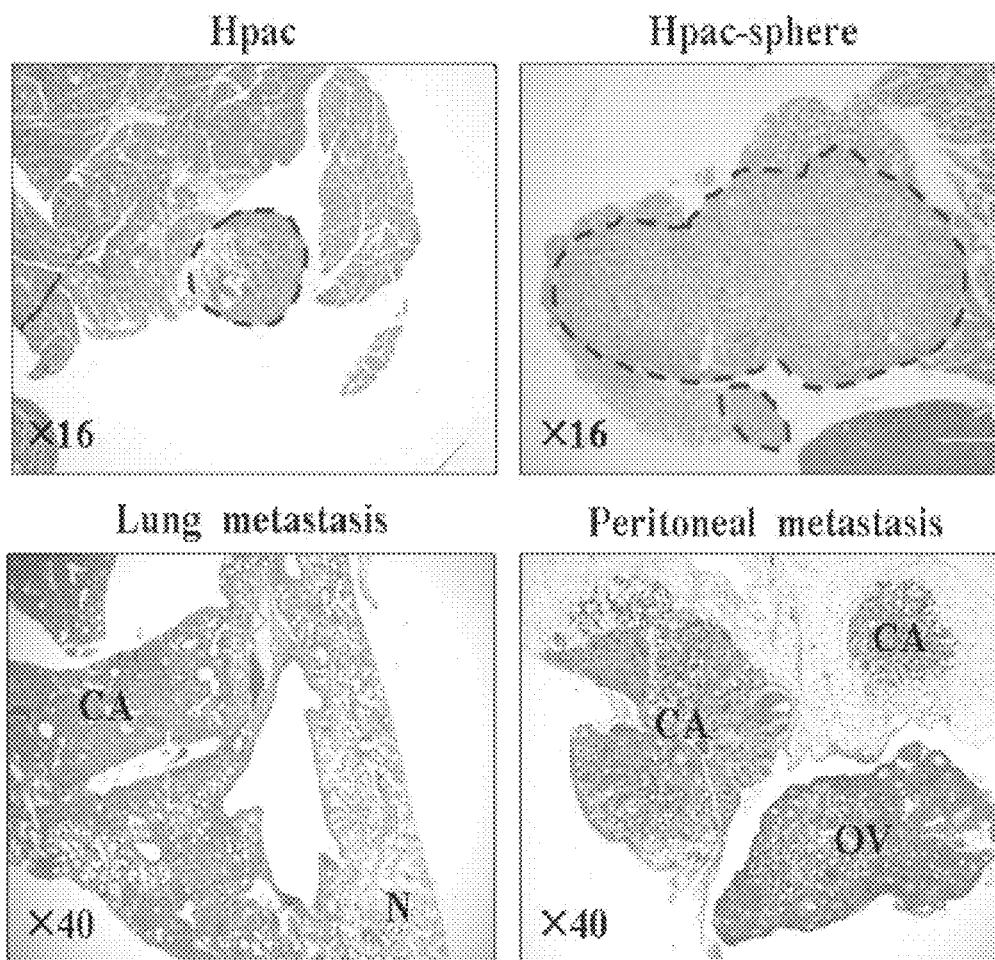 Hpac
Hpac-sphere
×16
×16
Lung metastasis
Peritoneal metastasis
CA
N
×40
CA
CA
OV
×40